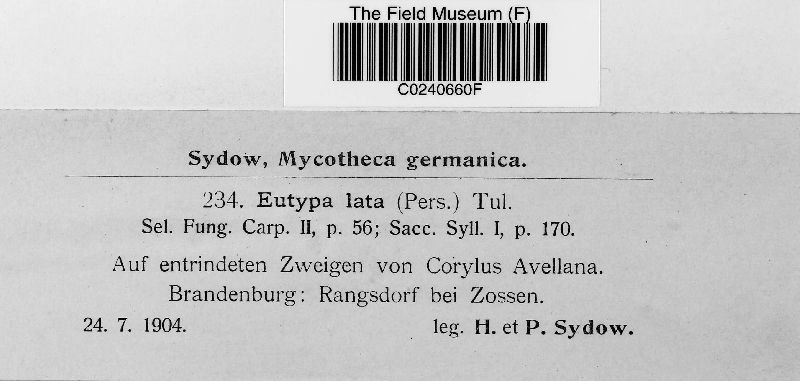 The Field Museum (F)
C0240660F
Sydow, Mycotheca germanica.
234. Eutypa lata (Pers.) Tul.
Sel. Fung. Carp. II, p. 56; Sacc. Syll. I, p. 170.
Auf entrindeten Zweigen von Corylus Avellana.
Brandenburg: Rangsdorf bei Zossen.
24. 7. 1904. leg. H. et P. Sydow.